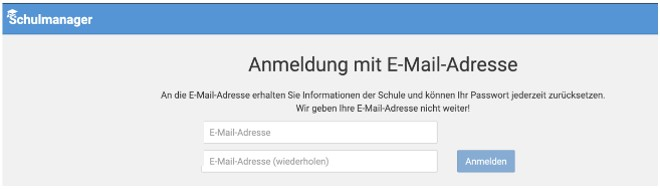 Schulmanager
Anmeldung mit E-Mail-Adresse
An die E-Mail-Adresse erhalten Sie Informationen der Schule und können Ihr Passwort jederzeit zurücksetzen.
Wir geben Ihre E-Mail-Adresse nicht weiter!
E-Mail-Adresse
E-Mail-Adresse (wiederholen)
Anmelden